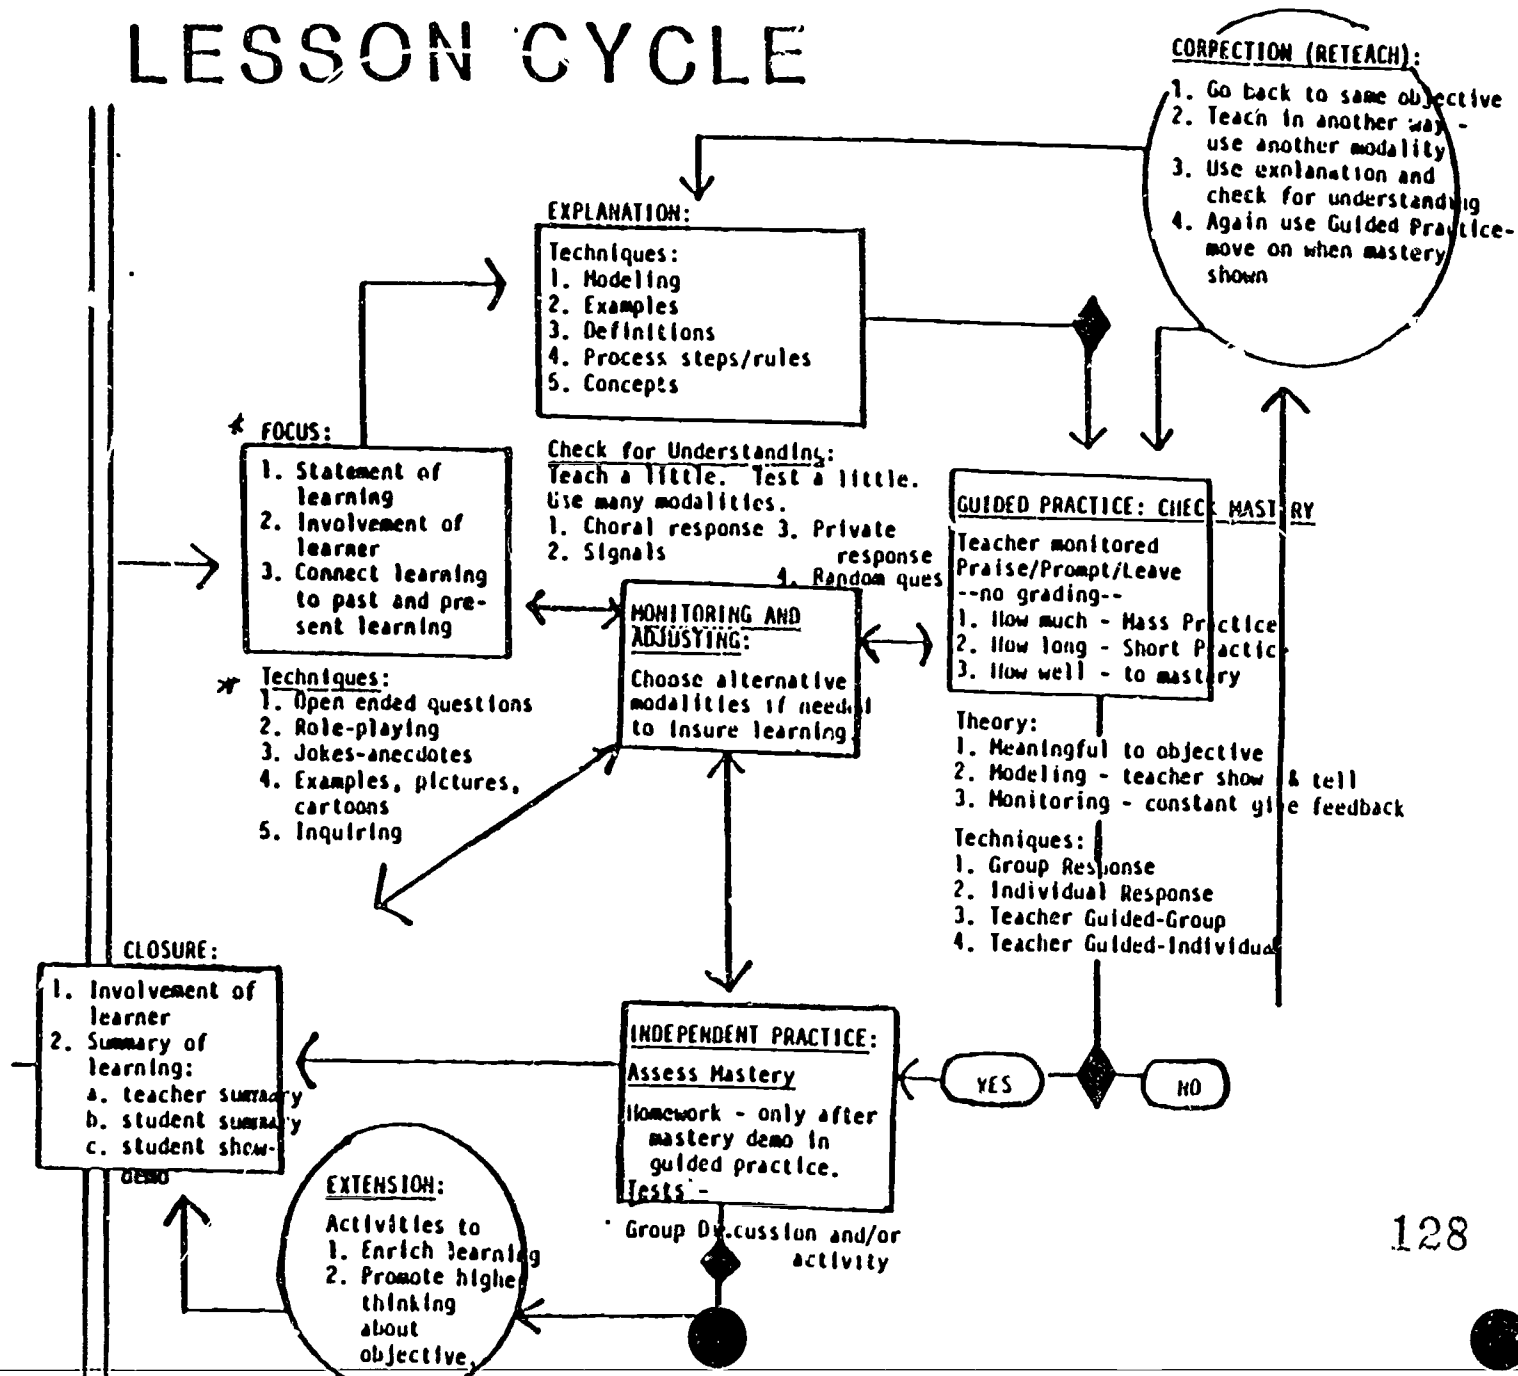 LESSON CYCLE
CORPECTION (RETEACH):
1. Go back to same objective
2. Teach in another way -
use another modality
3. Use explanation and
check for understanding
4. Again use Guided Practice-
move on when mastery
shown
EXPLANATION:
Techniques:
1. Modeling
2. Examples
3. Definitions
4. Process steps/rules
5. Concepts
* FOCUS:
1. Statement of
learning
2. Involvement of
learner
3. Connect learning
to past and pre-
sent learning
* Techniques:
1. Open ended questions
2. Role-playing
3. Jokes-anecdotes
4. Examples, pictures,
cartoons
5. Inquiring
Check for Understanding:
Teach a little. Test a little.
Use many modalities.
1. Choral response 3. Private
2. Signals response
4. Random ques
MONITORING AND
ADJUSTING:
Choose alternative
modalities if needed
to insure learning
GUIDED PRACTICE: CHECK MASTERY
Teacher monitored
Praise/Prompt/Leave
--no grading--
1. How much - Mass Practice
2. How long - Short Practic
3. How well - to mastery
Theory:
1. Meaningful to objective
2. Modeling - teacher show & tell
3. Monitoring - constant give feedback
Techniques:
1. Group Response
2. Individual Response
3. Teacher Guided-Group
4. Teacher Guided-Individual
CLOSURE:
1. Involvement of
learner
2. Summary of
learning:
a. teacher summary
b. student summary
c. student show-
demo
INDEPENDENT PRACTICE:
Assess Mastery
Homework - only after
mastery demo in
guided practice.
Tests -
Group Discussion and/or
activity
YES
NO
EXTENSION:
Activities to
1. Enrich learning
2. Promote highe
thinking
about
objective,
128